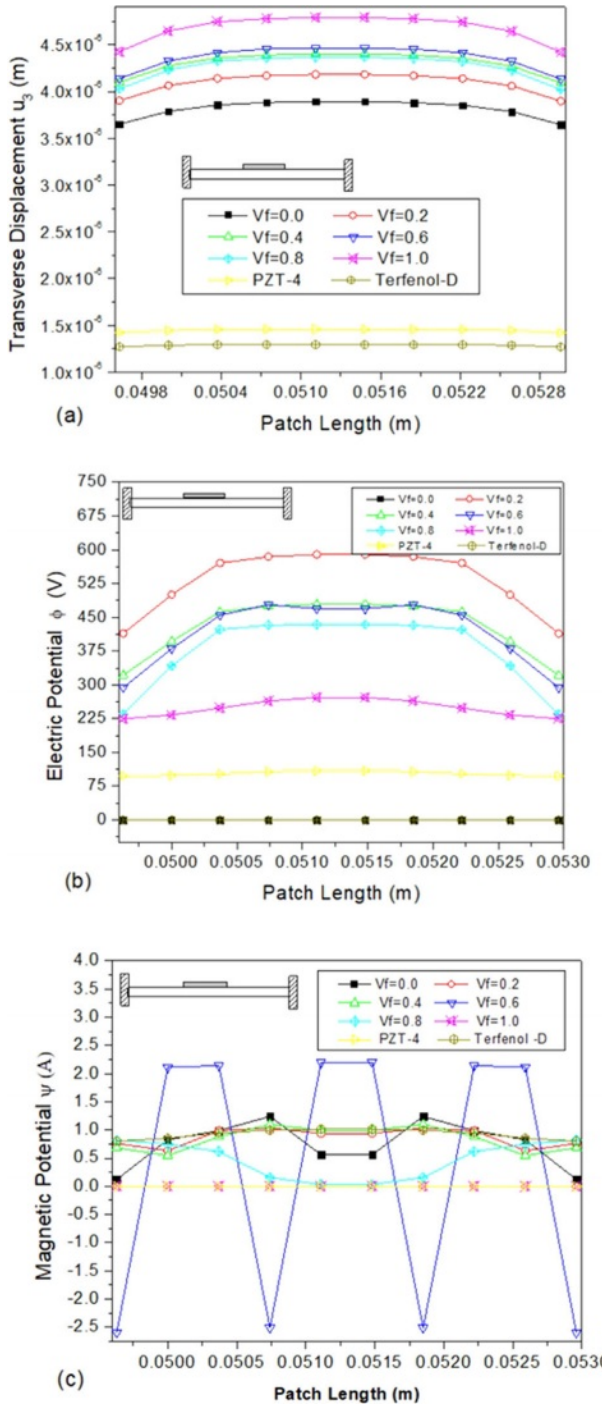 4.5x10⁻⁶
4.0x10⁻⁶
3.5x10⁻⁶
3.0x10⁻⁶
2.5x10⁻⁶
2.0x10⁻⁶
1.5x10⁻⁶
1.0x10⁻⁶
Transverse Displacement u₃ (m)
Vf=0.0 Vf=0.2
Vf=0.4 Vf=0.6
Vf=0.8 Vf=1.0
PZT-4 Terfenol-D
0.0498 0.0504 0.0510 0.0516 0.0522 0.0528
Patch Length (m)
(a)
750
675
600
525
450
375
300
225
150
75
0
Electric Potential ϕ (V)
Vf=0.0 Vf=0.2
Vf=0.4 Vf=0.6
Vf=0.8 Vf=1.0
PZT-4 Terfenol-D
0.0500 0.0505 0.0510 0.0515 0.0520 0.0525 0.0530
Patch Length (m)
(b)
4.0
3.5
3.0
2.5
2.0
1.5
1.0
0.5
0.0
-0.5
-1.0
-1.5
-2.0
-2.5
Magnetic Potential ψ (A)
Vf=0.0 Vf=0.2
Vf=0.4 Vf=0.6
Vf=0.8 Vf=1.0
PZT-4 Terfenol -D
0.0500 0.0505 0.0510 0.0515 0.0520 0.0525 0.0530
Patch Length (m)
(c)